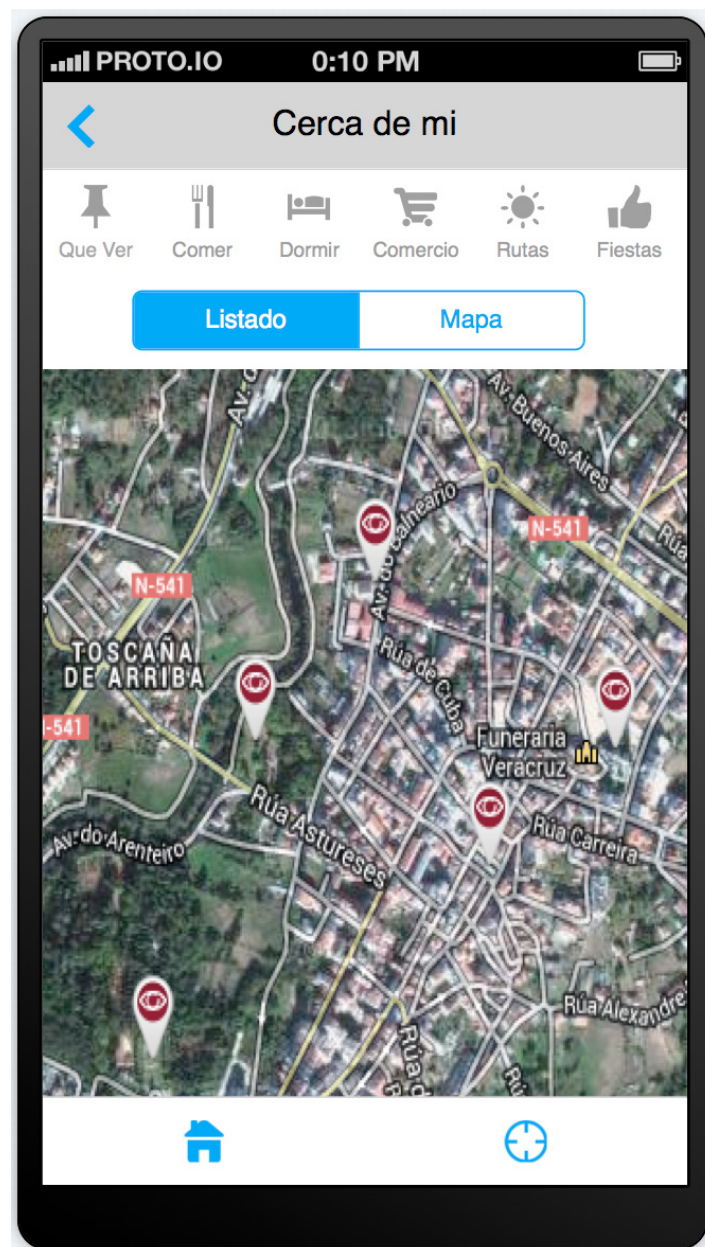 PROTO.IO 0:10 PM
Cerca de mi
Que Ver Comer Dormir Comercio Rutas Fiestas
Listado Mapa
Av. Buenos Aires
Av. do Balneario
N-541
N-541
TOSCAÑA
DE ARRIBA
Rúa de Cuba
-541
Funeraria
Veracruz
Rúa Astureses
Rúa Carreira
Av. do Arenteiro
Rúa Alexandre